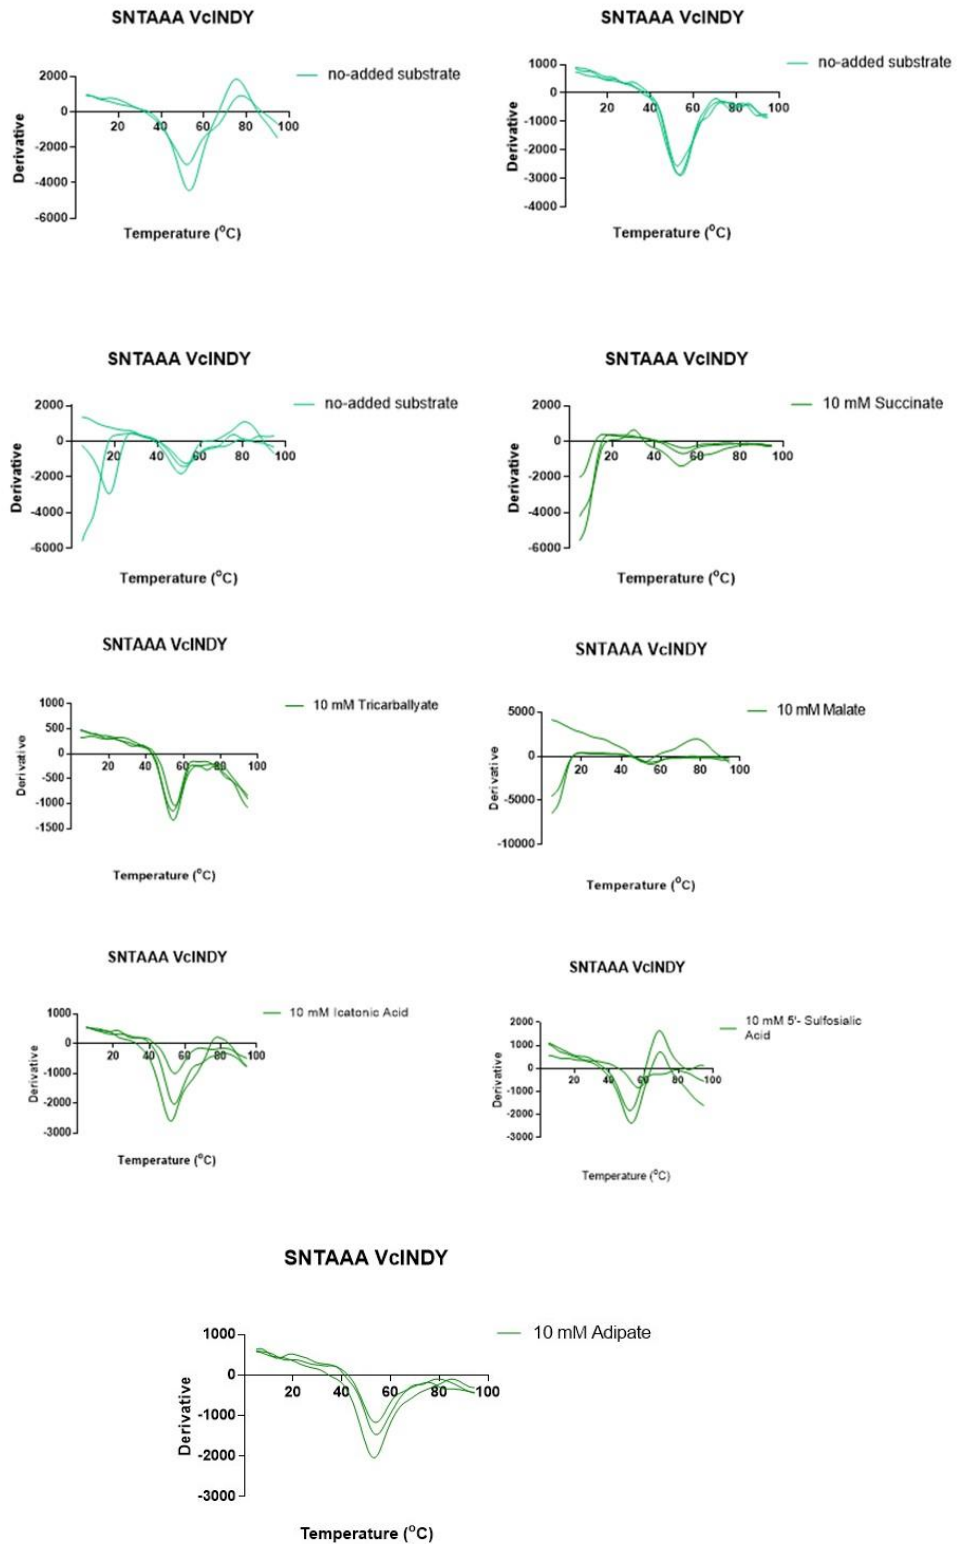 SNTAAA VcINDY
no-added substrate
2000
0
-2000
-4000
-6000
20 40 60 80 100
Derivative
Temperature (°C)
SNTAAA VcINDY
no-added substrate
1000
0
-1000
-2000
-3000
-4000
20 40 60 80 100
Derivative
Temperature (°C)
SNTAAA VcINDY
no-added substrate
2000
0
-2000
-4000
-6000
20 40 60 80 100
Derivative
Temperature (°C)
SNTAAA VcINDY
10 mM Succinate
2000
0
-2000
-4000
-6000
20 40 60 80 100
Derivative
Temperature (°C)
SNTAAA VcINDY
10 mM Tricarballyate
1000
500
0
-500
-1000
-1500
20 40 60 80 100
Derivative
Temperature (°C)
SNTAAA VcINDY
10 mM Malate
5000
0
-5000
-10000
20 40 60 80 100
Derivative
Temperature (°C)
SNTAAA VcINDY
10 mM Icatonic Acid
1000
0
-1000
-2000
-3000
20 40 60 80 100
Derivative
Temperature (°C)
SNTAAA VcINDY
10 mM 5'- Sulfosialic
Acid
2000
1000
0
-1000
-2000
-3000
20 40 60 80 100
Derivative
Temperature (°C)
SNTAAA VcINDY
10 mM Adipate
1000
0
-1000
-2000
-3000
20 40 60 80 100
Derivative
Temperature (°C)